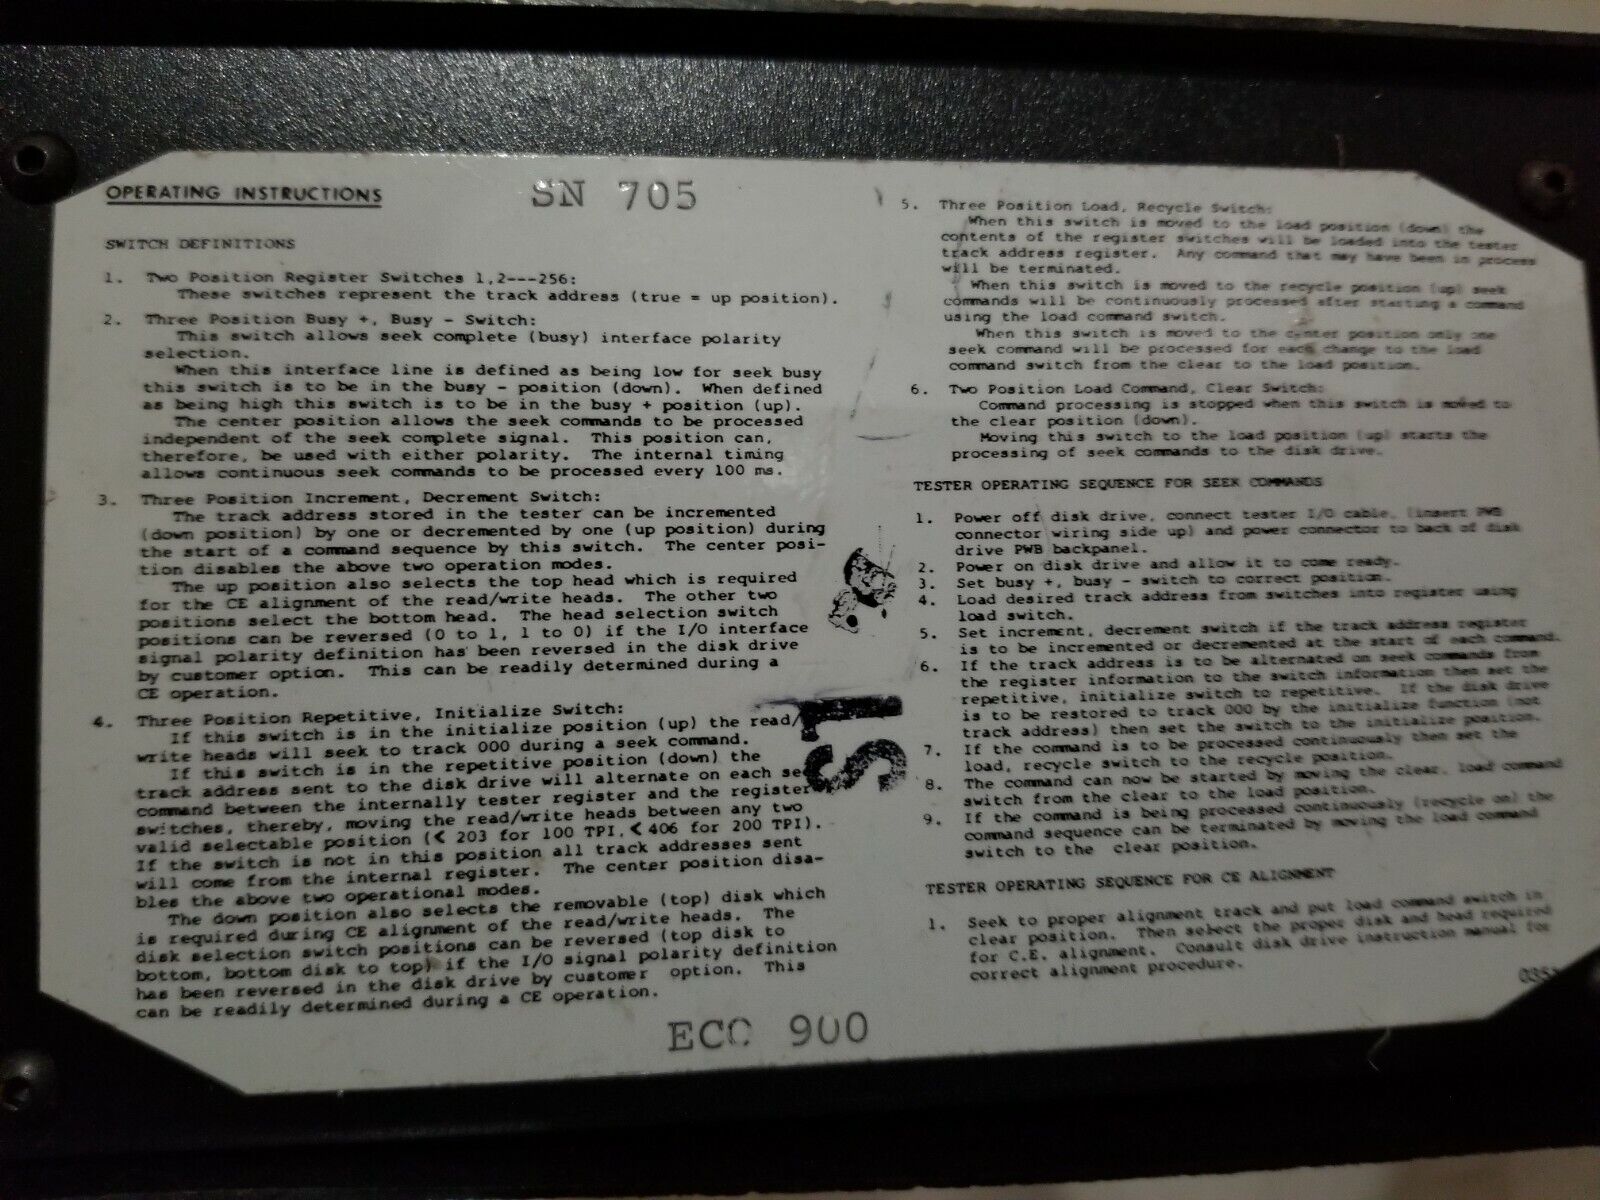 OPERATING INSTRUCTIONS
SN 705
SWITCH DEFINITIONS
1. Two Position Register Switches 1,2---256:
These switches represent the track address (true = up position).
2. Three Position Busy +, Busy - Switch:
This switch allows seek complete (busy) interface polarity
selection.
When this interface line is defined as being low for seek busy
this switch is to be in the busy - position (down). When defined
as being high this switch is to be in the busy + position (up).
The center position allows the seek commands to be processed
independent of the seek complete signal. This position can,
therefore, be used with either polarity. The internal timing
allows continuous seek commands to be processed every 100 ms.
3. Three Position Increment, Decrement Switch:
The track address stored in the tester can be incremented
(down position) by one or decremented by one (up position) during
the start of a command sequence by this switch. The center posi-
tion disables the above two operation modes.
The up position also selects the top head which is required
for the CE alignment of the read/write heads. The other two
positions select the bottom head. The head selection switch
positions can be reversed (0 to 1, 1 to 0) if the I/O interface
signal polarity definition has been reversed in the disk drive
by customer option. This can be readily determined during a
CE operation.
4. Three Position Repetitive, Initialize Switch:
If this switch is in the initialize position (up) the read/
write heads will seek to track 000 during a seek command.
If this switch is in the repetitive position (down) the
track address sent to the disk drive will alternate on each
command between the internally tester register and the register
switches, thereby, moving the read/write heads between any two
valid selectable position (< 203 for 100 TPI, < 406 for 200 TPI).
If the switch is not in this position all track addresses sent
will come from the internal register. The center position disa-
bles the above two operational modes.
The down position also selects the removable (top) disk which
is required during CE alignment of the read/write heads. The
disk selection switch positions can be reversed (top disk to
bottom, bottom disk to top) if the I/O signal polarity definition
has been reversed in the disk drive by customer option. This
can be readily determined during a CE operation.
5. Three Position Load, Recycle Switch:
When this switch is moved to the load position (down) the
contents of the register switches will be loaded into the tester
track address register. Any command that may have been in process
will be terminated.
When this switch is moved to the recycle position (up) seek
commands will be continuously processed after starting a command
using the load command switch.
When this switch is moved to the center position only one
seek command will be processed for each change to the load
command switch from the clear to the load position.
6. Two Position Load Command, Clear Switch:
Command processing is stopped when this switch is moved to
the clear position (down).
Moving this switch to the load position (up) starts the
processing of seek commands to the disk drive.
TESTER OPERATING SEQUENCE FOR SEEK COMMANDS
1. Power off disk drive, connect tester I/O cable, (insert PWB
connector wiring side up) and power connector to back of disk
drive PWB backpanel.
2. Power on disk drive and allow it to come ready.
3. Set busy +, busy - switch to correct position.
4. Load desired track address from switches into register using
load switch.
5. Set increment, decrement switch if the track address register
is to be incremented or decremented at the start of each command.
6. If the track address is to be alternated on seek commands from
the register information to the switch information then set the
repetitive, initialize switch to repetitive. If the disk drive
is to be restored to track 000 by the initialize function (not
track address) then set the switch to the initialize position.
7. If the command is to be processed continuously then set the
load, recycle switch to the recycle position.
8. The command can now be started by moving the clear, load command
switch from the clear to the load position.
9. If the command is being processed continuously (recycle on) the
command sequence can be terminated by moving the load command
switch to the clear position.
TESTER OPERATING SEQUENCE FOR CE ALIGNMENT
1. Seek to proper alignment track and put load command switch in
clear position. Then select the proper disk and head required
for C.E. alignment. Consult disk drive instruction manual for
correct alignment procedure.
ECO 900